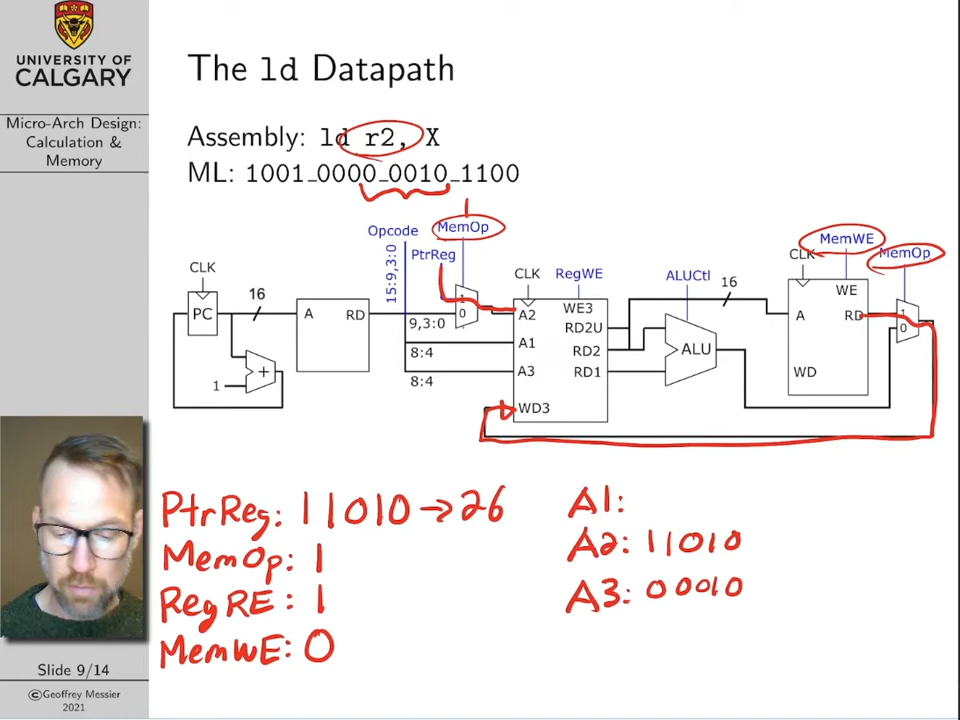 UNIVERSITY OF
CALGARY
Micro-Arch Design:
Calculation &
Memory
The ld Datapath
Assembly: ld r2, X
ML: 1001_0000_0010_1100
Opcode
MemOp
PtrReg
15:9,3:0
CLK
PC
16
A
RD
+
1
9,3:0
8:4
8:4
1
0
CLK
RegWE
A2
WE3
RD2U
A1
RD2
A3
RD1
WD3
ALUCtl
ALU
16
MemWE
CLK
MemOp
WE
A
RD
WD
1
0
PtrReg: 11010 → 26
MemOp: 1
RegRE: 1
MemWE: 0
A1:
A2: 11010
A3: 00010
Slide 9/14
©Geoffrey Messier
2021